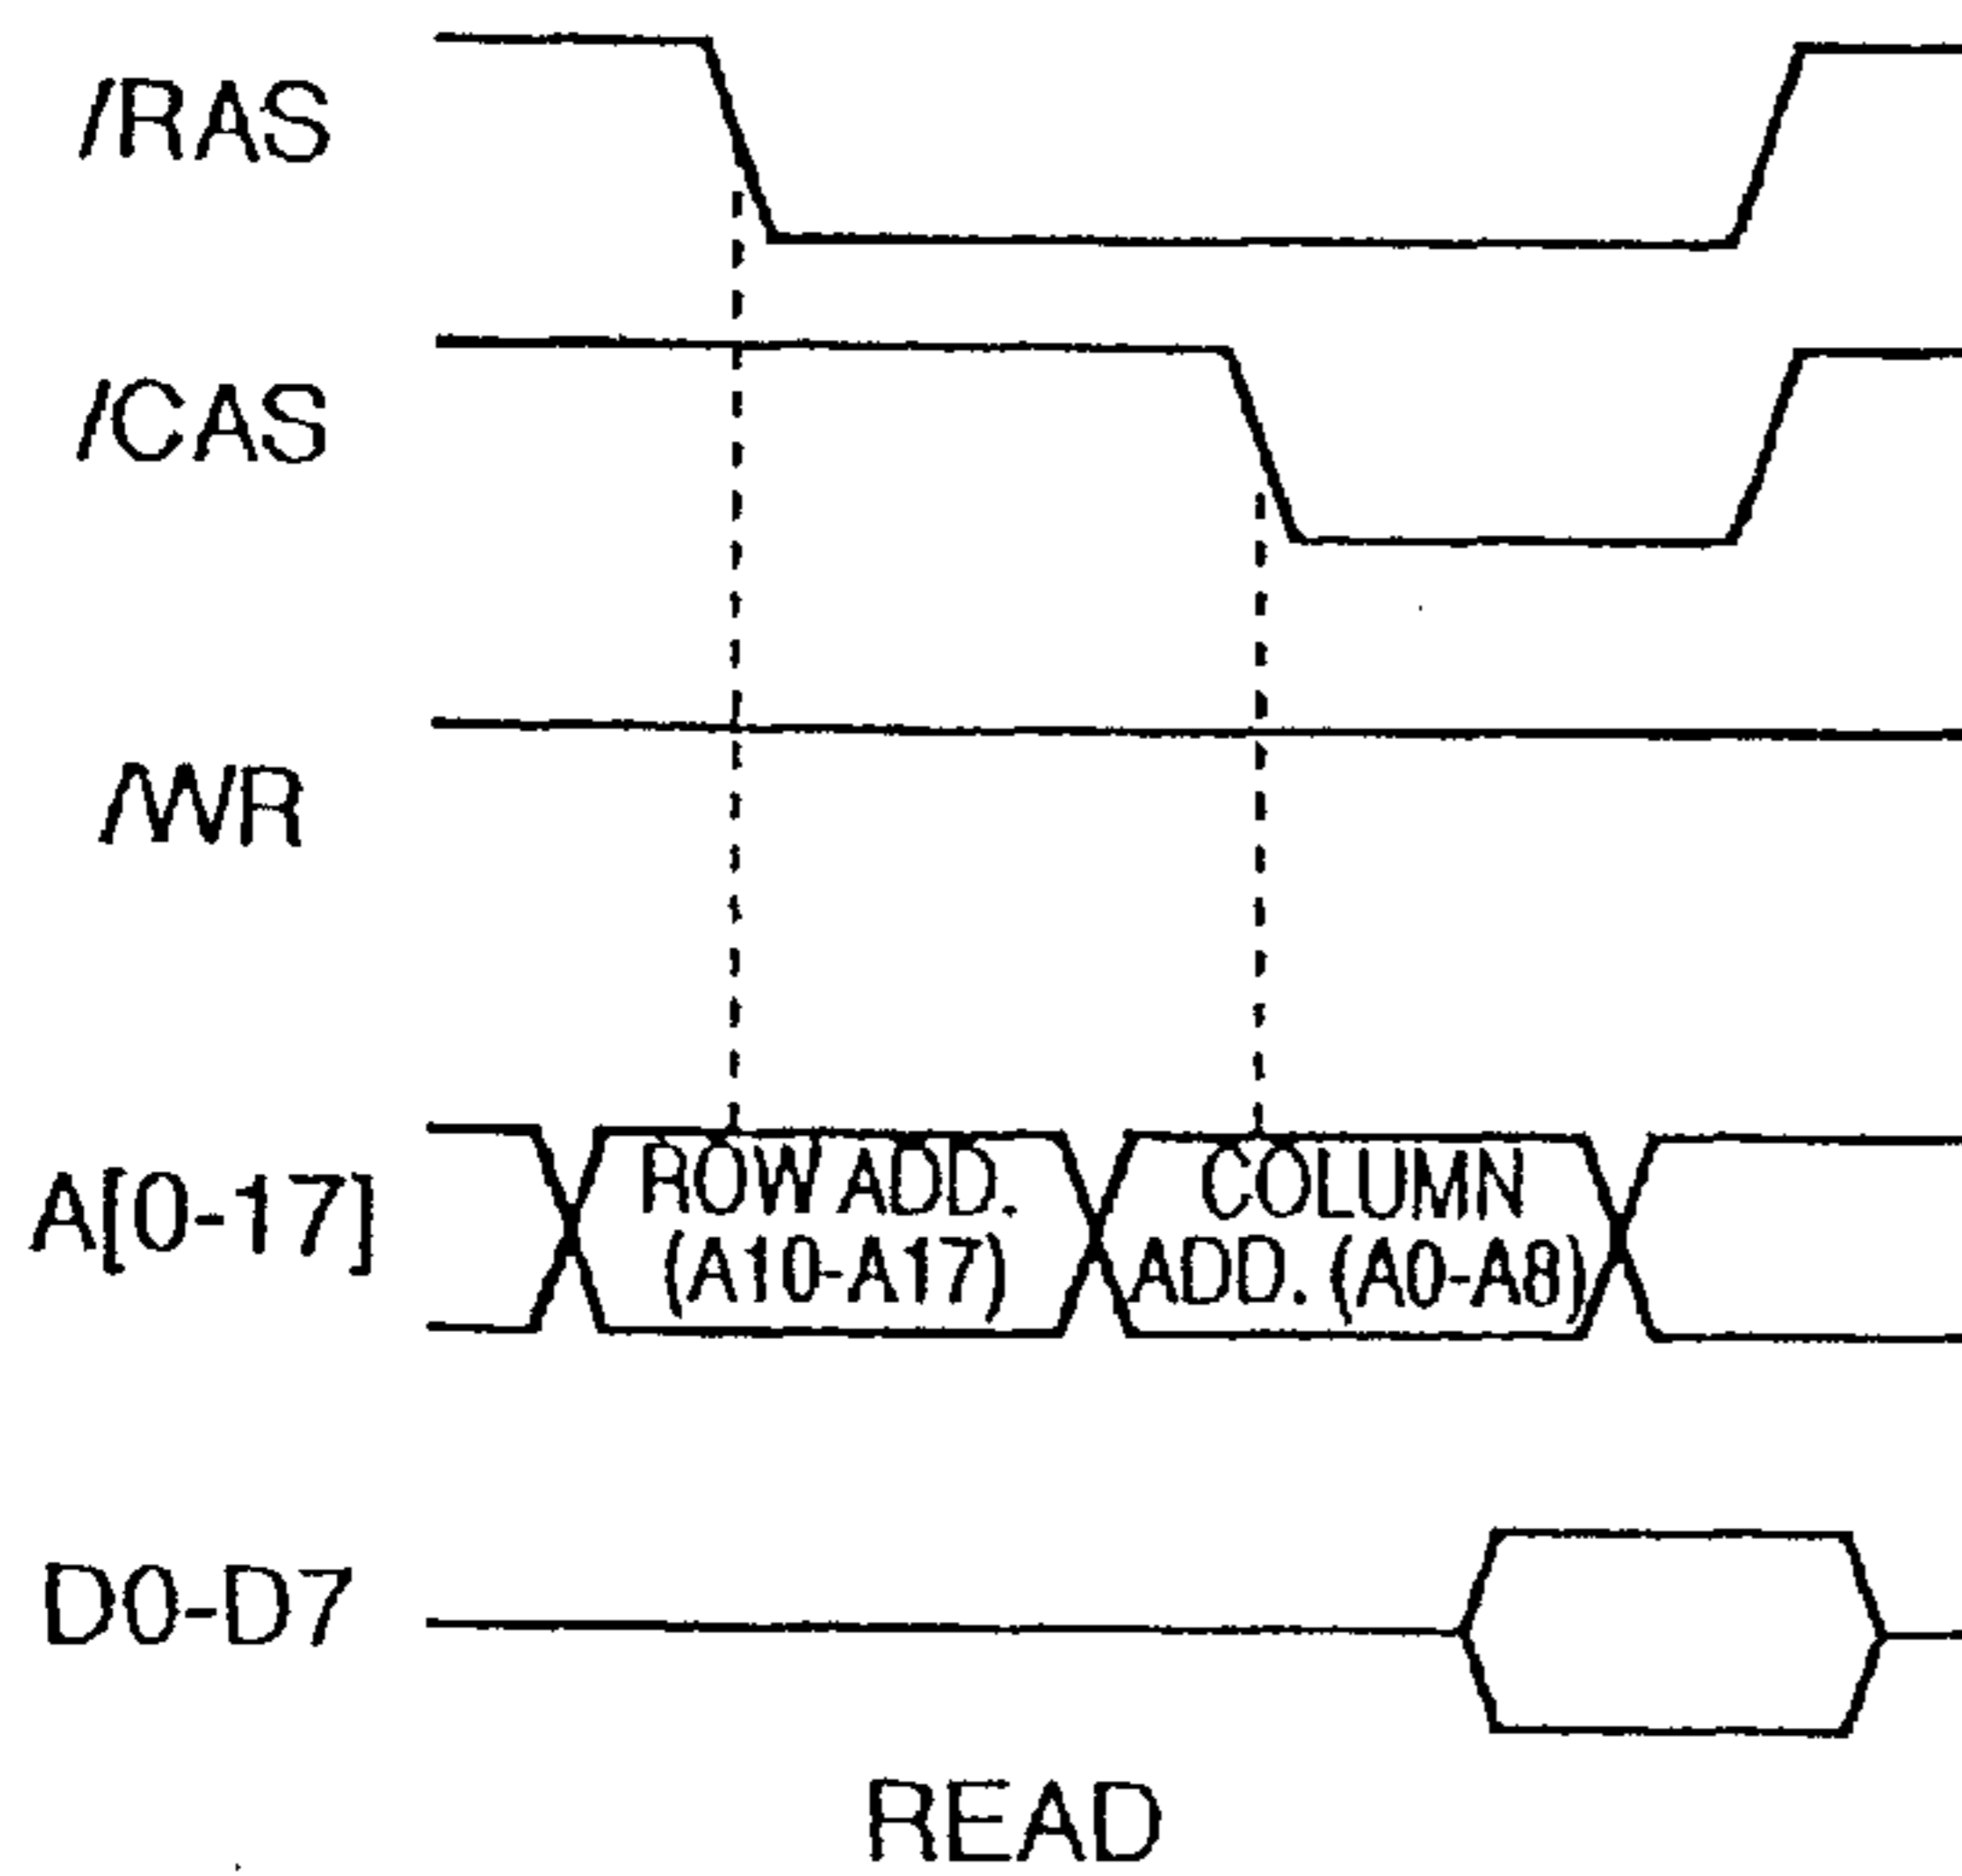 /RAS
/CAS
/WR
A[0-17]
ROW ADD.
(A10-A17)
COLUMN
ADD. (A0-A8)
D0-D7
READ